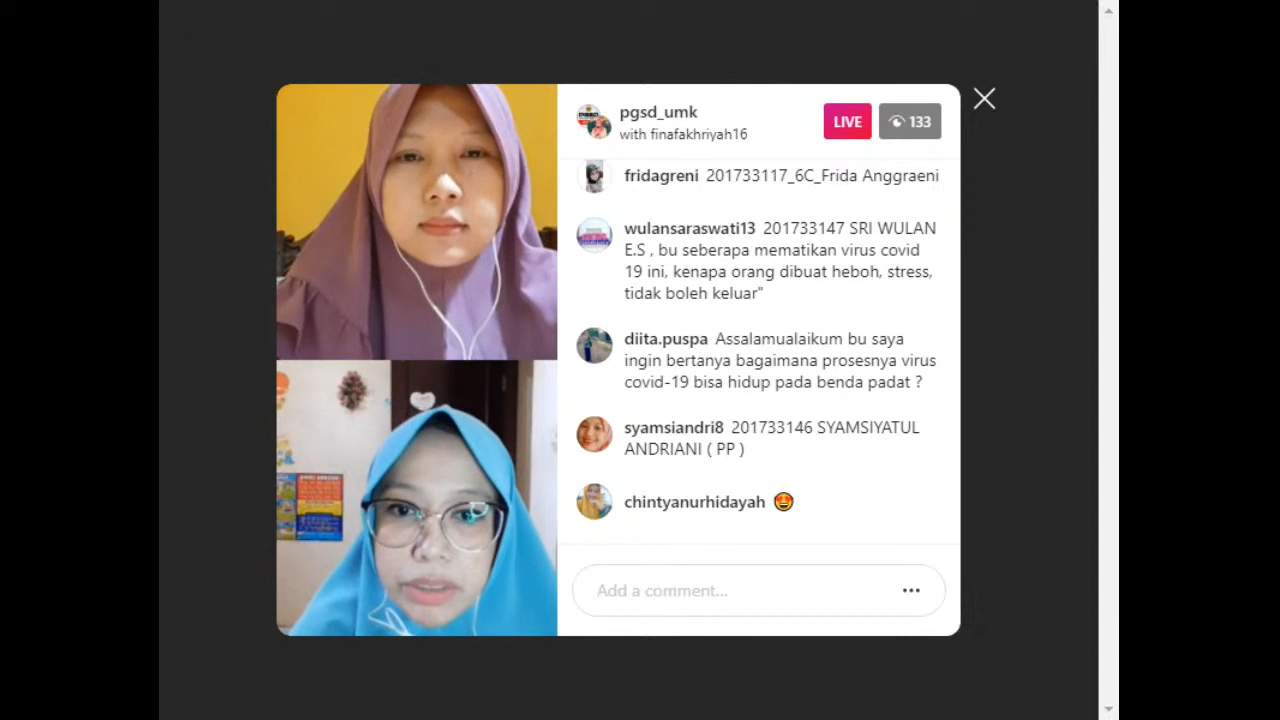 pgsd_umk
with finafakhriyah16
LIVE
133
fridagreni 201733117_6C_Frida Anggraeni
wulansaraswati13 201733147 SRI WULAN
E.S , bu seberapa mematikan virus covid
19 ini, kenapa orang dibuat heboh, stress,
tidak boleh keluar"
diita.puspa Assalamualaikum bu saya
ingin bertanya bagaimana prosesnya virus
covid-19 bisa hidup pada benda padat ?
syamsiandri8 201733146 SYAMSIYATUL
ANDRIANI ( PP )
chintyanurhidayah 😍
Add a comment...